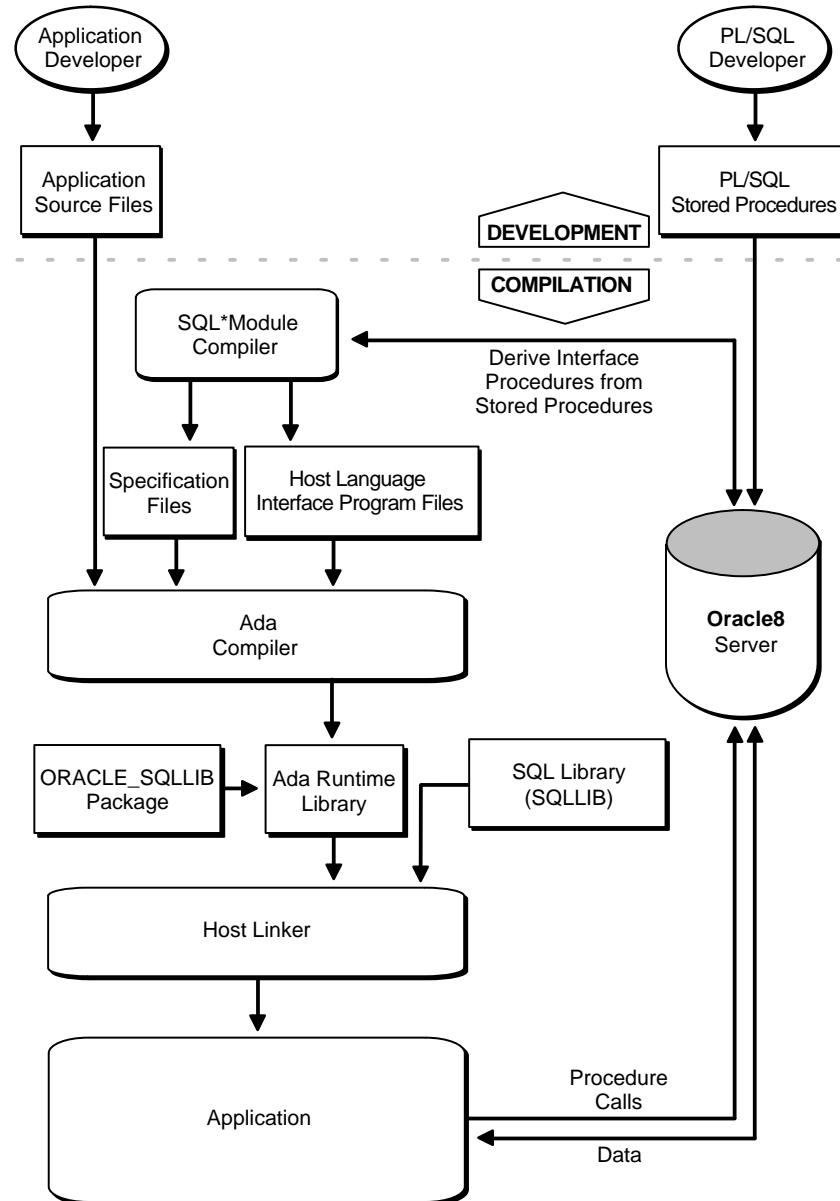 Application
Developer
PL/SQL
Developer
Application
Source Files
PL/SQL
Stored Procedures
DEVELOPMENT
COMPILATION
SQL*Module
Compiler
Derive Interface
Procedures from
Stored Procedures
Specification
Files
Host Language
Interface Program Files
Ada
Compiler
Oracle8
Server
ORACLE_SQLLIB
Package
Ada Runtime
Library
SQL Library
(SQLLIB)
Host Linker
Application
Procedure
Calls
Data